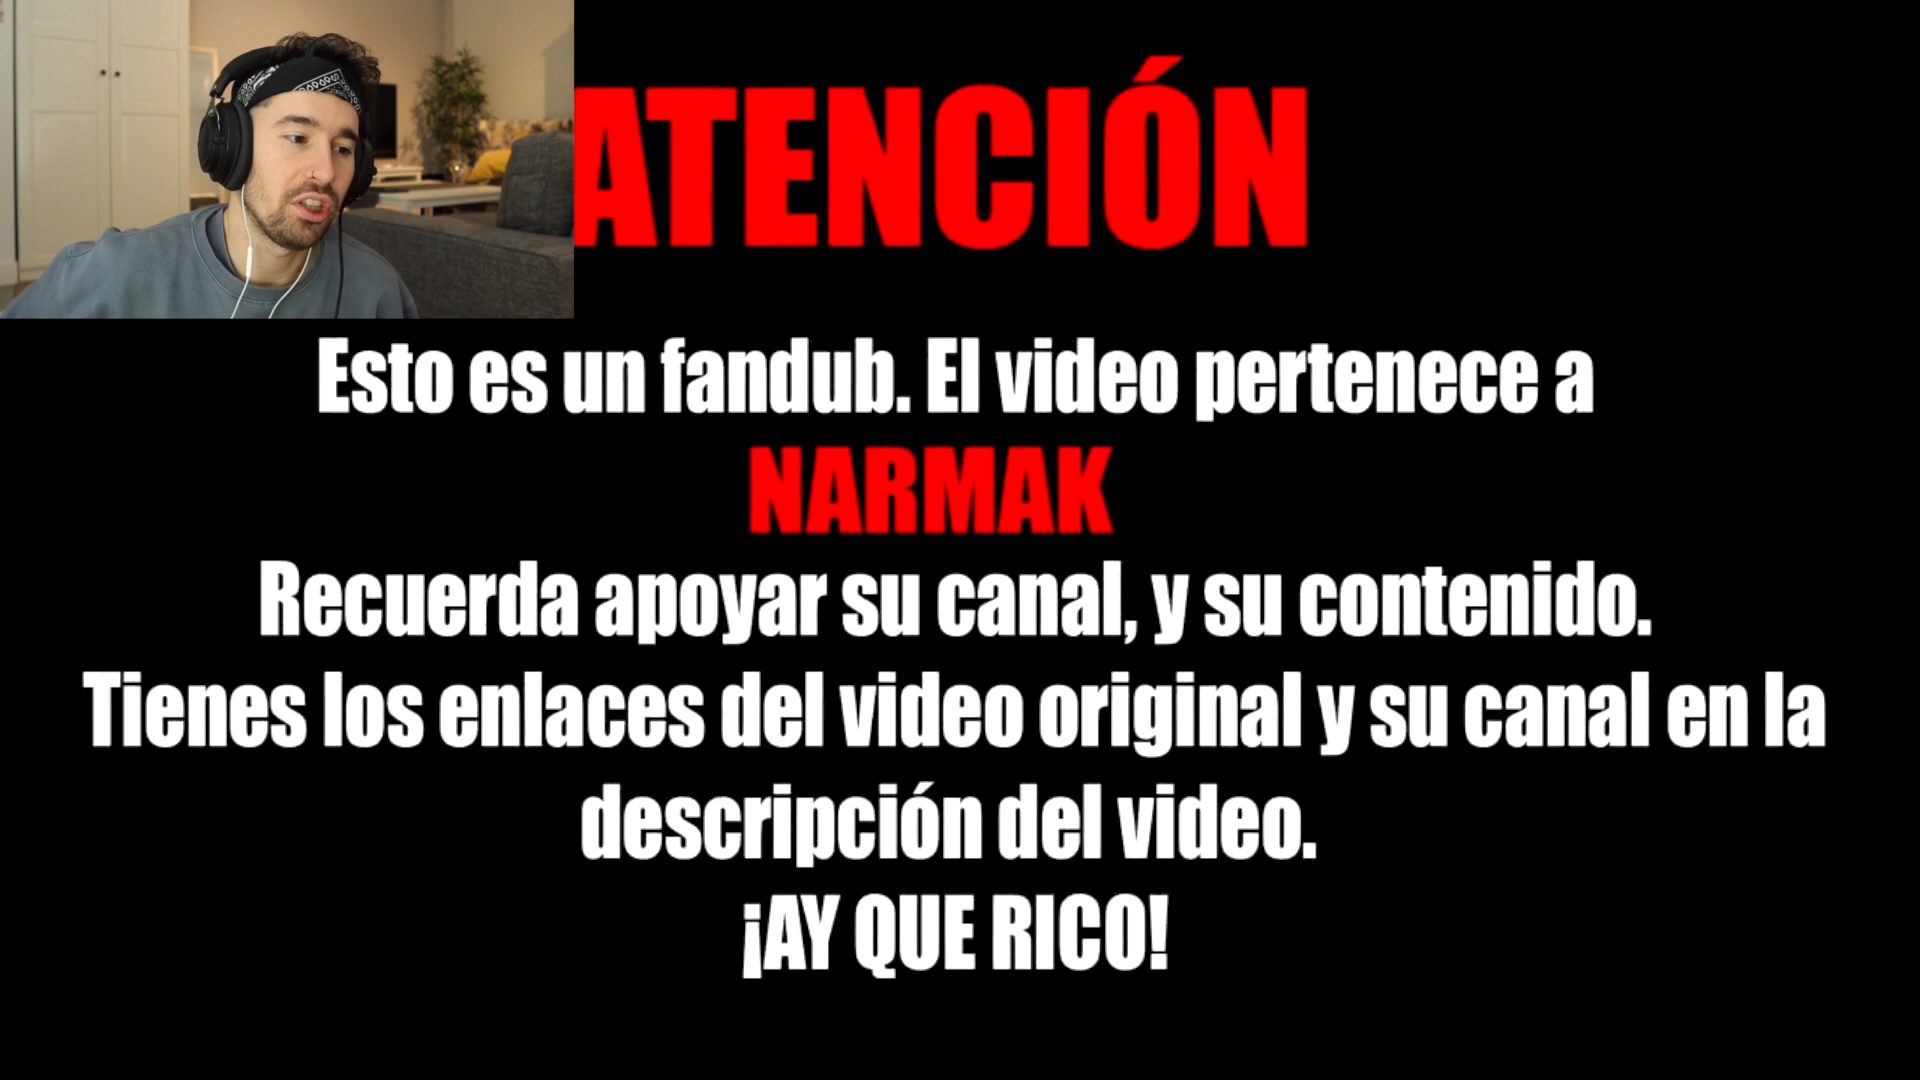 ATENCIÓN
Esto es un fandub. El video pertenece a
NARMAK
Recuerda apoyar su canal, y su contenido.
Tienes los enlaces del video original y su canal en la
descripción del video.
¡AY QUE RICO!